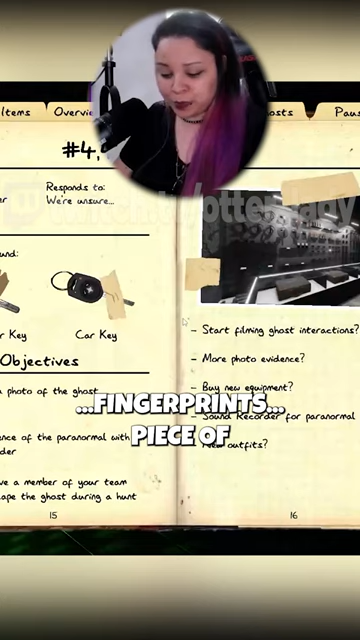 Items
Overvie
osts
Paus
#4,
Responds to:
We're unsure...
er
und:
r Key
Car Key
Objectives
a photo of the ghost
ence of the paranormal with
der
ve a member of your team
ape the ghost during a hunt
15
- Start filming ghost interactions?
- More photo evidence?
- Buy new equipment?
- Sound Recorder for paranormal
New outfits?
16
...FINGERPRINTS...
PIECE OF